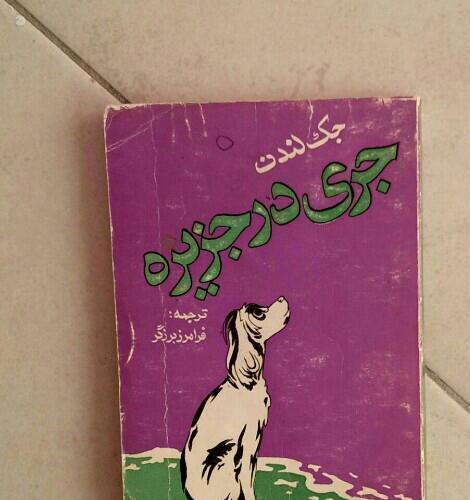 جک لندن
جری در جزیره
ترجمه:
فرامرز برزگر